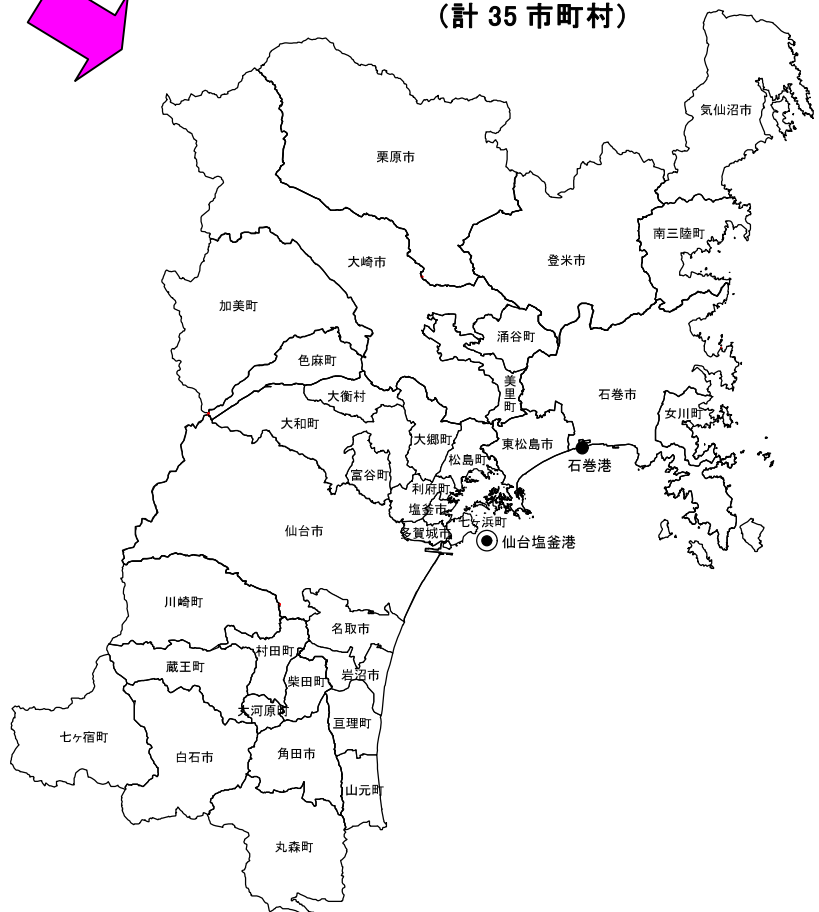 (計 35 市町村)
気仙沼市
栗原市
南三陸町
登米市
大崎市
加美町
涌谷町
色麻町
美里町
石巻市
大衡村
女川町
大和町
大郷町
東松島市
松島町
石巻港
富谷町
利府町
塩釜市
七ヶ浜町
多賀城市
仙台市
仙台塩釜港
川崎町
名取市
村田町
蔵王町
岩沼市
柴田町
大河原町
亘理町
七ヶ宿町
白石市
角田市
山元町
丸森町